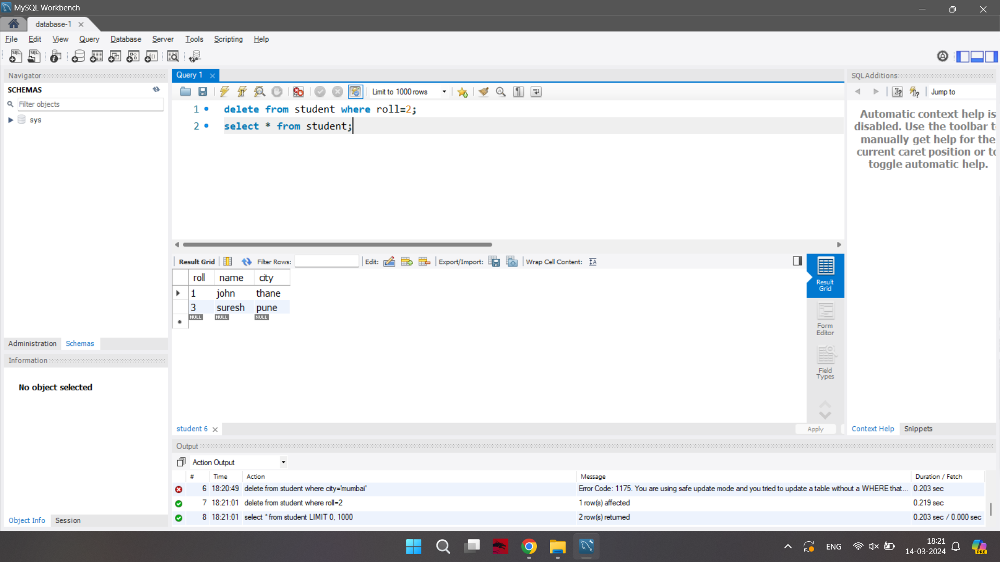 MySQL Workbench
database-1
File Edit View Query Database Server Tools Scripting Help
Navigator
SCHEMAS
Filter objects
sys
Administration Schemas
Information
No object selected
Object Info Session
Query 1
Limit to 1000 rows
1 delete from student where roll=2;
2 select * from student;
Result Grid Filter Rows: Edit: Export/Import: Wrap Cell Content:
roll name city
1 john thane
3 suresh pune
NULL NULL NULL
Result
Grid
Form
Editor
Field
Types
student 6
Apply
SQLAdditions
Jump to
Automatic context help is
disabled. Use the toolbar t
manually get help for the
current caret position or to
toggle automatic help.
Context Help Snippets
Output
Action Output
# Time Action Message Duration / Fetch
6 18:20:49 delete from student where city='mumbai' Error Code: 1175. You are using safe update mode and you tried to update a table without a WHERE that... 0.203 sec
7 18:21:01 delete from student where roll=2 1 row(s) affected 0.219 sec
8 18:21:01 select * from student LIMIT 0, 1000 2 row(s) returned 0.203 sec / 0.000 sec
ENG
18:21
14-03-2024
PRE